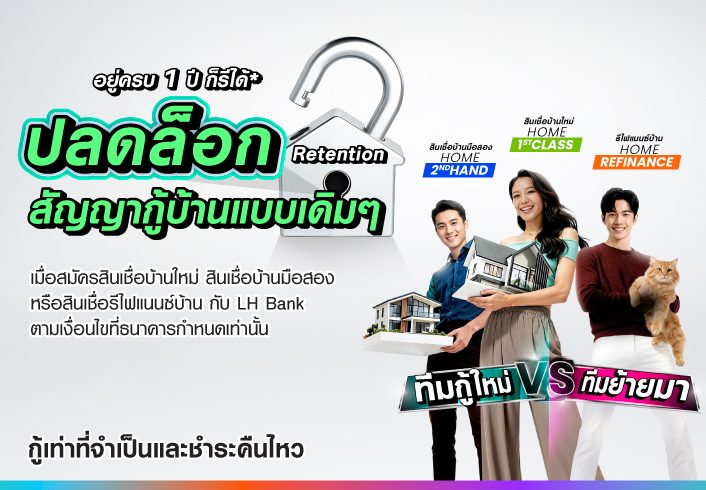 อยู่ครบ 1 ปี ก็รีได้*
ปลดล็อก
Retention
สัญญากู้บ้านแบบเดิมๆ
เมื่อสมัครสินเชื่อบ้านใหม่ สินเชื่อบ้านมือสอง
หรือสินเชื่อรีไฟแนนซ์บ้าน กับ LH Bank
ตามเงื่อนไขที่ธนาคารกำหนดเท่านั้น
สินเชื่อบ้านมือสอง
HOME
2NDHAND
สินเชื่อบ้านใหม่
HOME
1STCLASS
รีไฟแนนซ์บ้าน
HOME
REFINANCE
ทีมกู้ใหม่ VS ทีมย้ายมา
กู้เท่าที่จำเป็นและชำระคืนไหว